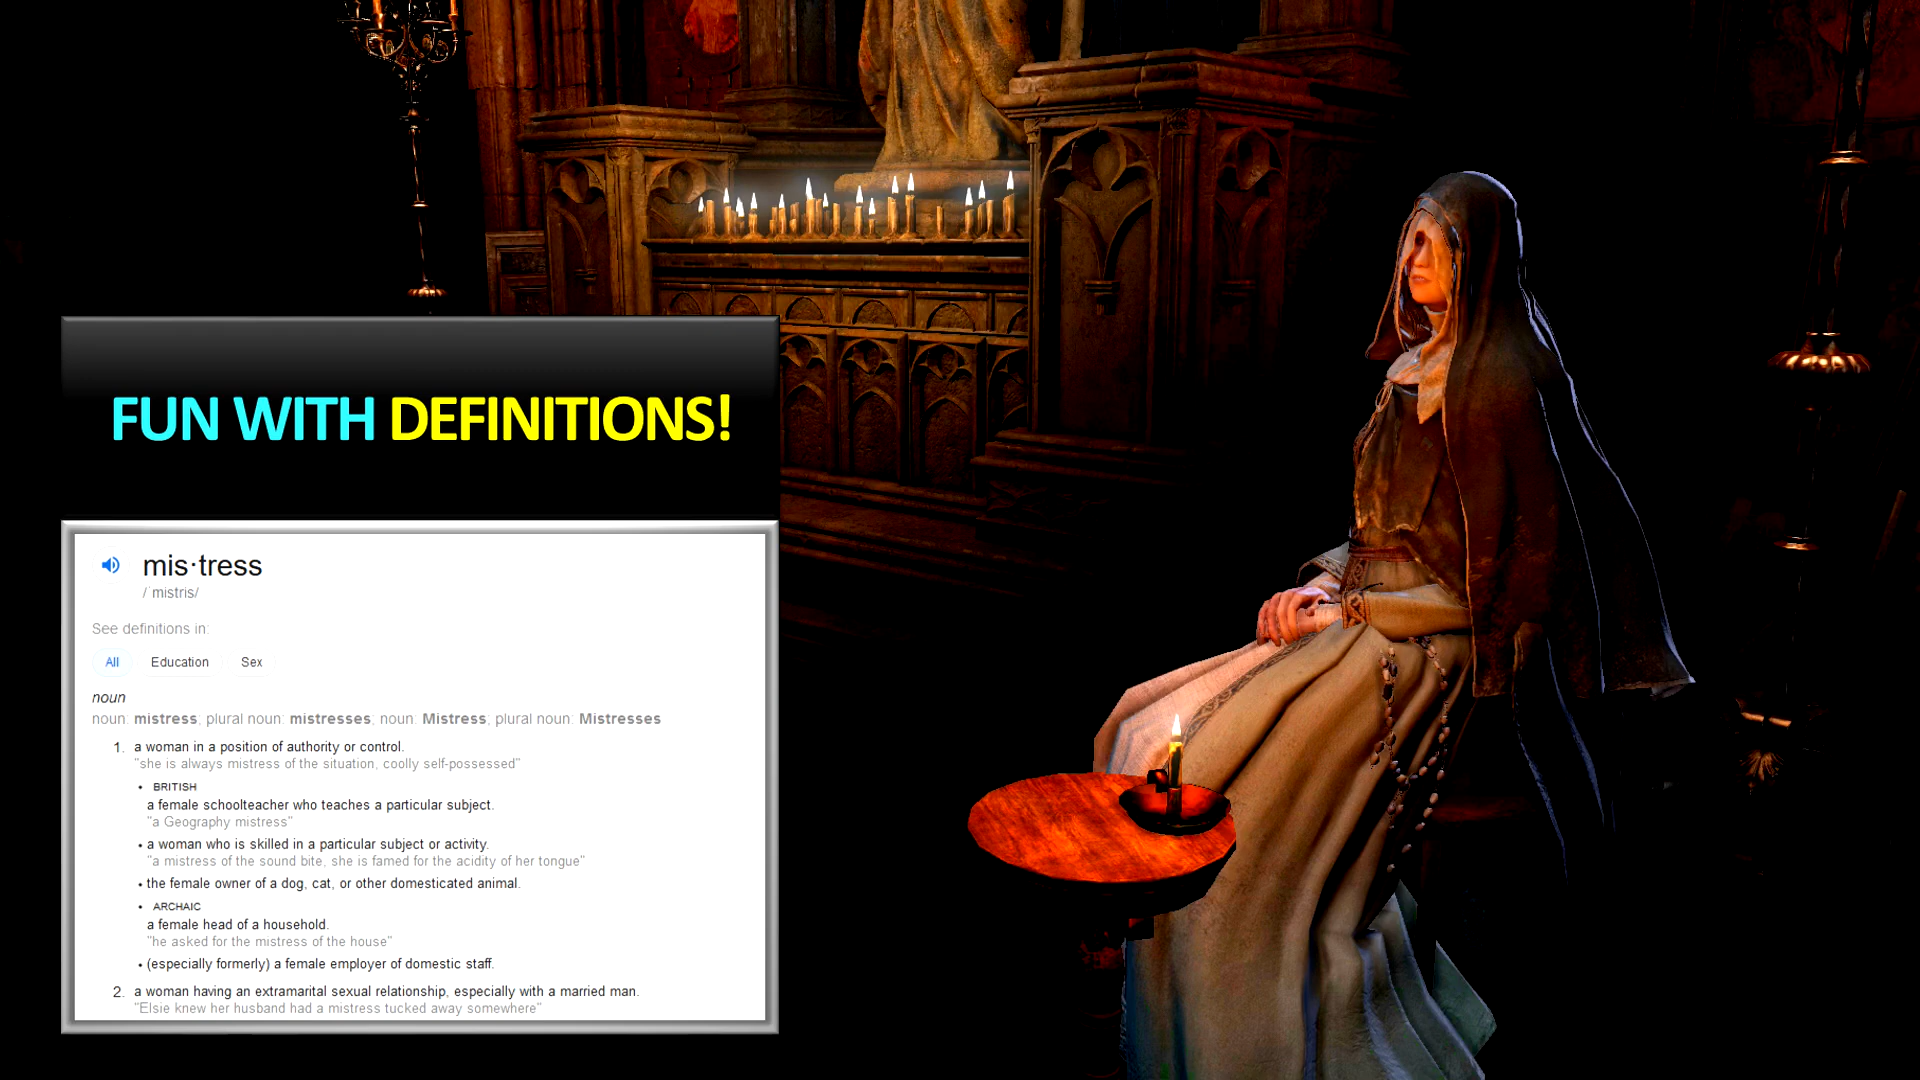 FUN WITH DEFINITIONS!
mis·tress
/ˈmistris/
See definitions in:
All Education Sex
noun
noun: mistress; plural noun: mistresses; noun: Mistress; plural noun: Mistresses
1. a woman in a position of authority or control.
"she is always mistress of the situation, coolly self-possessed"
• BRITISH
a female schoolteacher who teaches a particular subject.
"a Geography mistress"
• a woman who is skilled in a particular subject or activity.
"a mistress of the sound bite, she is famed for the acidity of her tongue"
• the female owner of a dog, cat, or other domesticated animal.
• ARCHAIC
a female head of a household.
"he asked for the mistress of the house"
• (especially formerly) a female employer of domestic staff.
2. a woman having an extramarital sexual relationship, especially with a married man.
"Elsie knew her husband had a mistress tucked away somewhere"